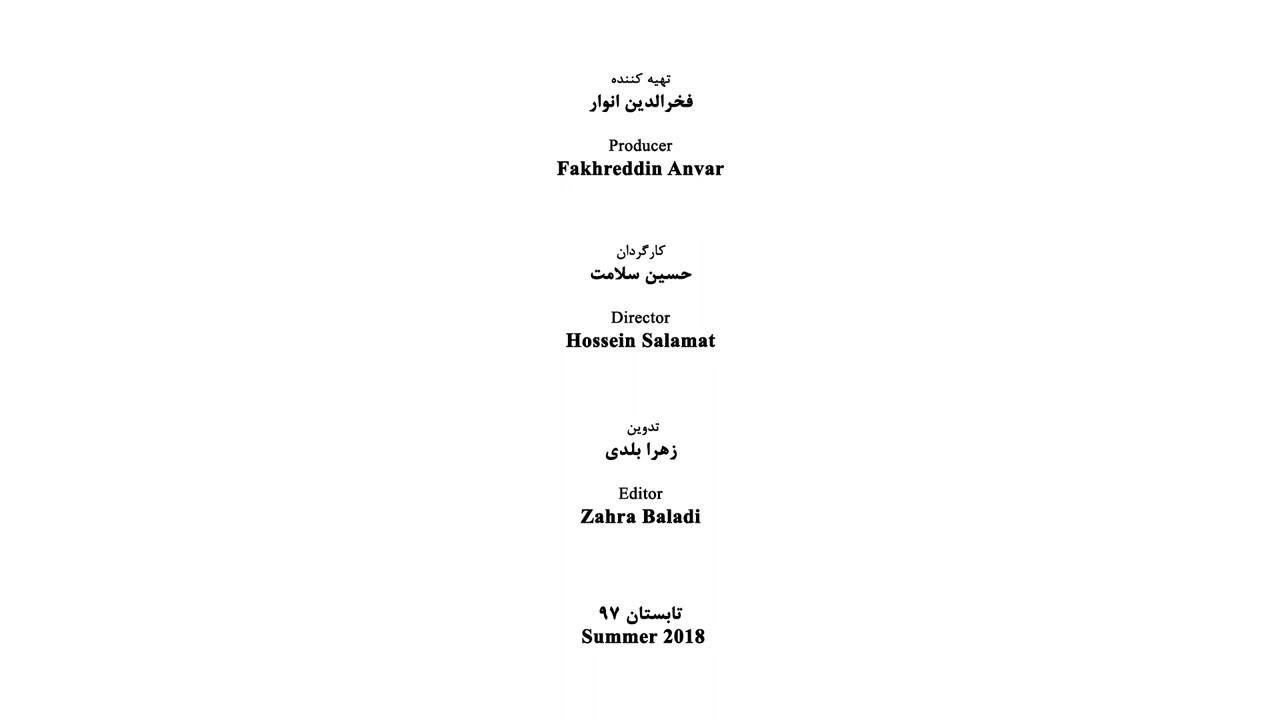 تهیه کننده
فخرالدین انوار
Producer
Fakhreddin Anvar
کارگردان
حسین سلامت
Director
Hossein Salamat
تدوین
زهرا بلدی
Editor
Zahra Baladi
تابستان ۹۷
Summer 2018